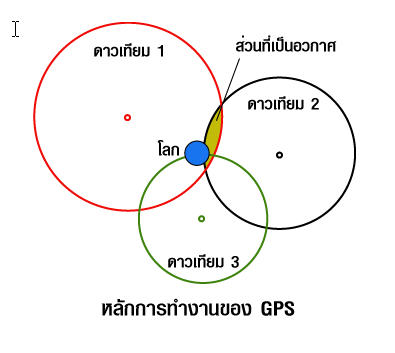 ส่วนที่เป็นอวกาศ
ดาวเทียม 1
ดาวเทียม 2
โลก
ดาวเทียม 3
หลักการทำงานของ GPS